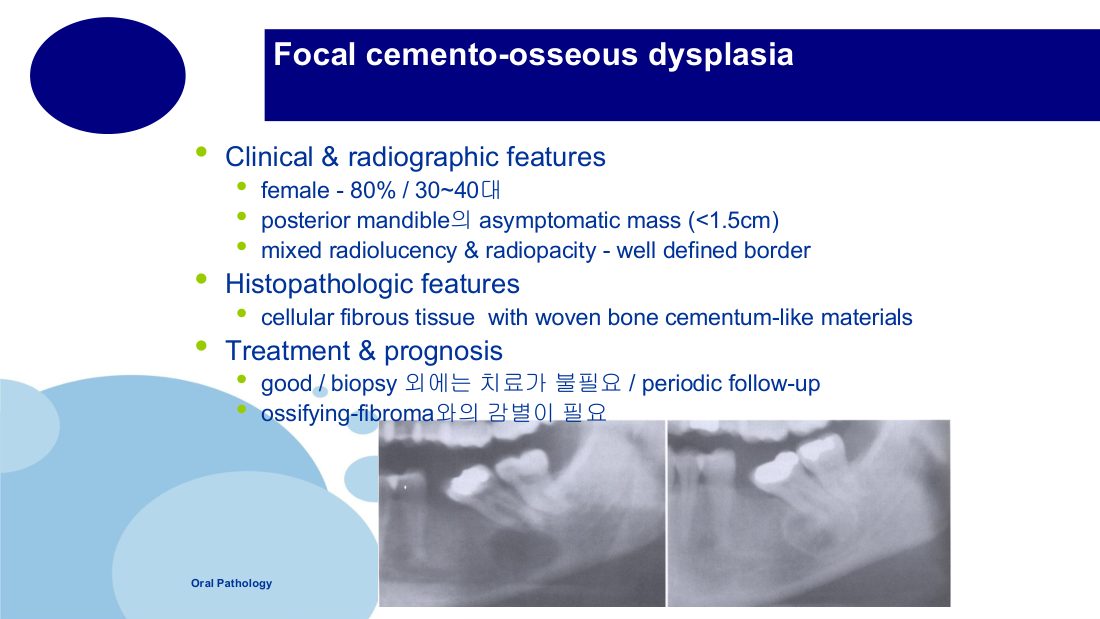 Focal cemento-osseous dysplasia
Clinical & radiographic features
female - 80% / 30~40대
posterior mandible의 asymptomatic mass (<1.5cm)
mixed radiolucency & radiopacity - well defined border
Histopathologic features
cellular fibrous tissue  with woven bone cementum-like materials
Treatment & prognosis
good / biopsy 외에는 치료가 불필요 / periodic follow-up
ossifying-fibroma와의 감별이 필요
Oral Pathology